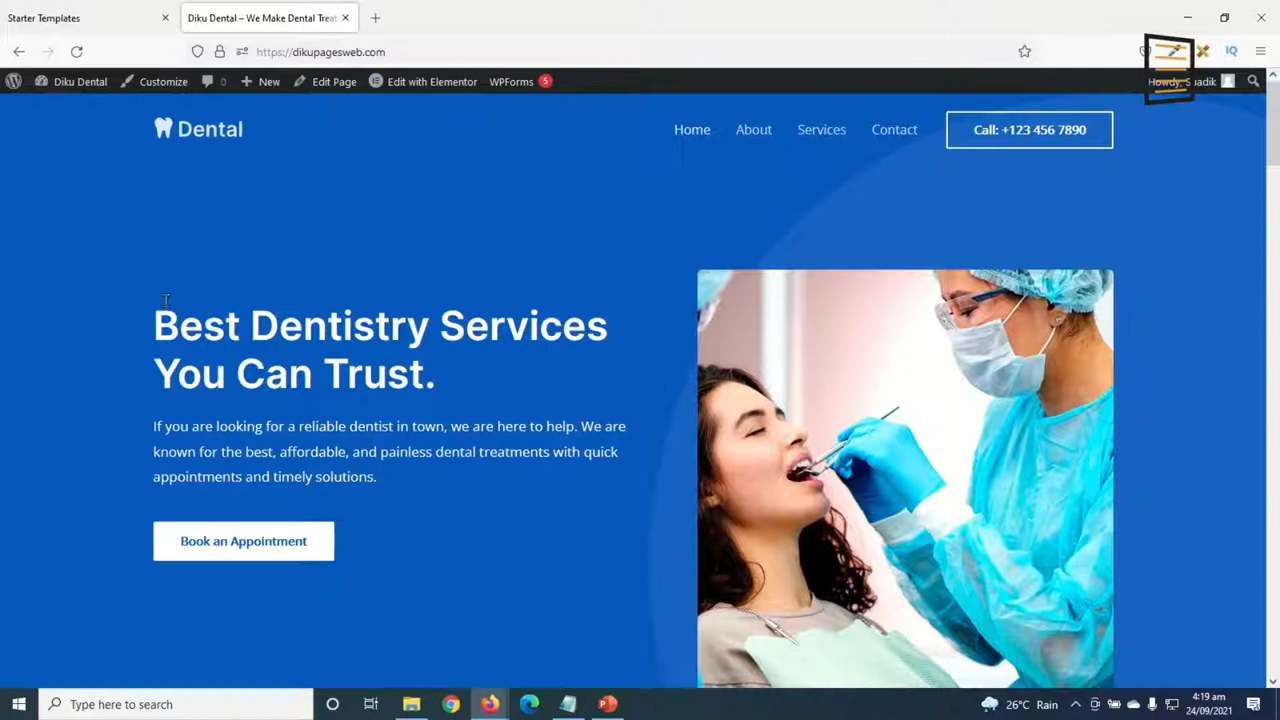 Starter Templates
Diku Dental – We Make Dental Treat
https://dikupagesweb.com
IQ
Diku Dental
Customize
0
New
Edit Page
Edit with Elementor
WPForms 5
Howdy, Suadik
Dental
Home
About
Services
Contact
Call: +123 456 7890
Best Dentistry Services
You Can Trust.
If you are looking for a reliable dentist in town, we are here to help. We are
known for the best, affordable, and painless dental treatments with quick
appointments and timely solutions.
Book an Appointment
Type here to search
26°C Rain
4:19 am
24/09/2021